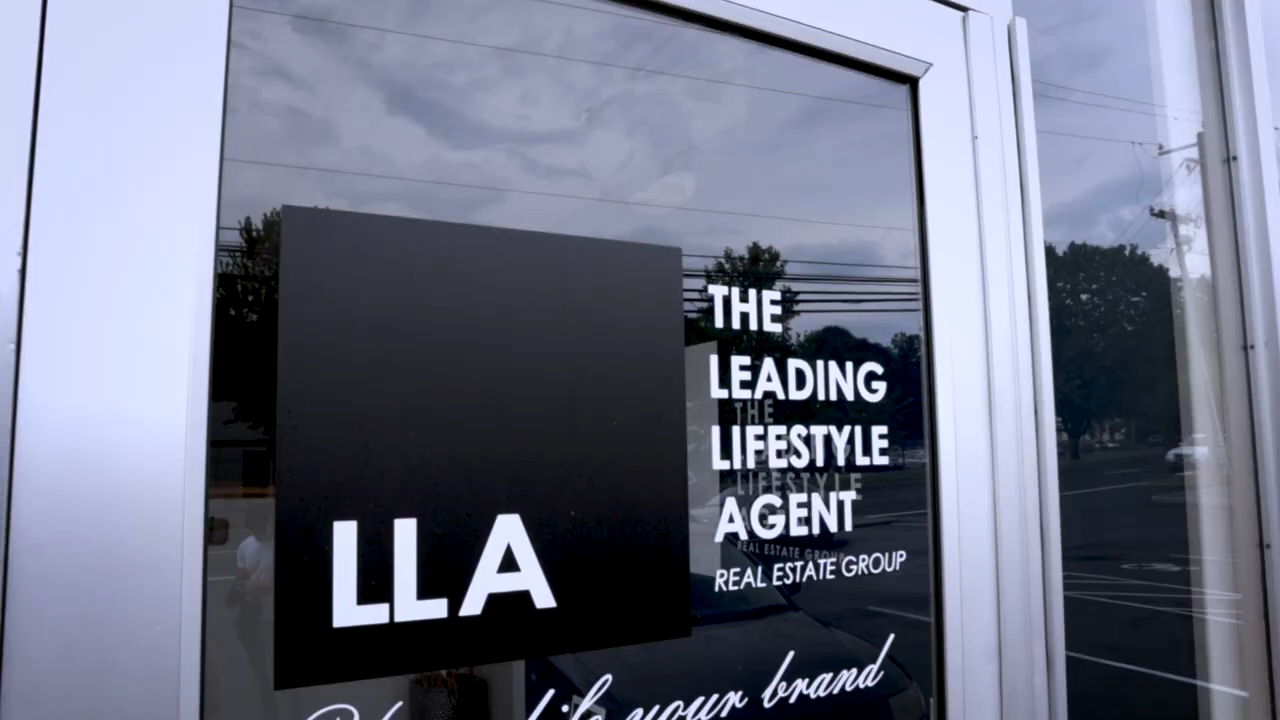 LLA
THE
LEADING
LIFESTYLE
AGENT
REAL ESTATE GROUP
your brand